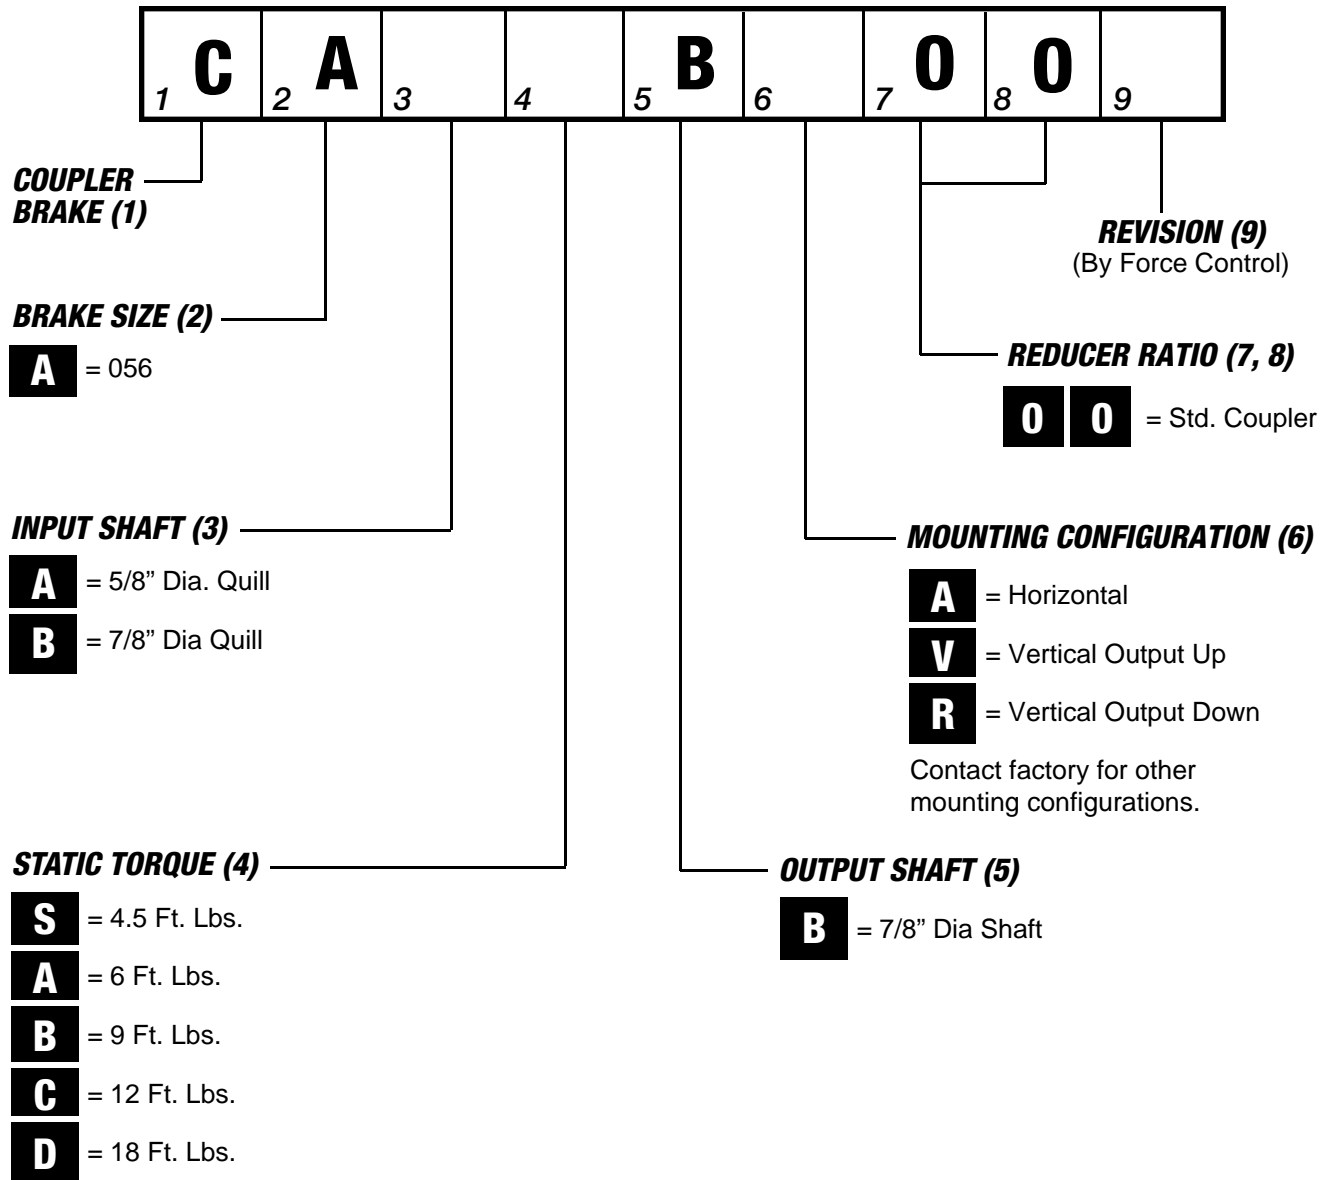 C A B 0 0
1 2 3 4 5 6 7 8 9
COUPLER
BRAKE (1)
REVISION (9)
(By Force Control)
BRAKE SIZE (2)
A = 056
REDUCER RATIO (7, 8)
0 0 = Std. Coupler
INPUT SHAFT (3)
A = 5/8” Dia. Quill
B = 7/8” Dia Quill
MOUNTING CONFIGURATION (6)
A = Horizontal
V = Vertical Output Up
R = Vertical Output Down
Contact factory for other
mounting configurations.
STATIC TORQUE (4)
S = 4.5 Ft. Lbs.
A = 6 Ft. Lbs.
B = 9 Ft. Lbs.
C = 12 Ft. Lbs.
D = 18 Ft. Lbs.
OUTPUT SHAFT (5)
B = 7/8” Dia Shaft